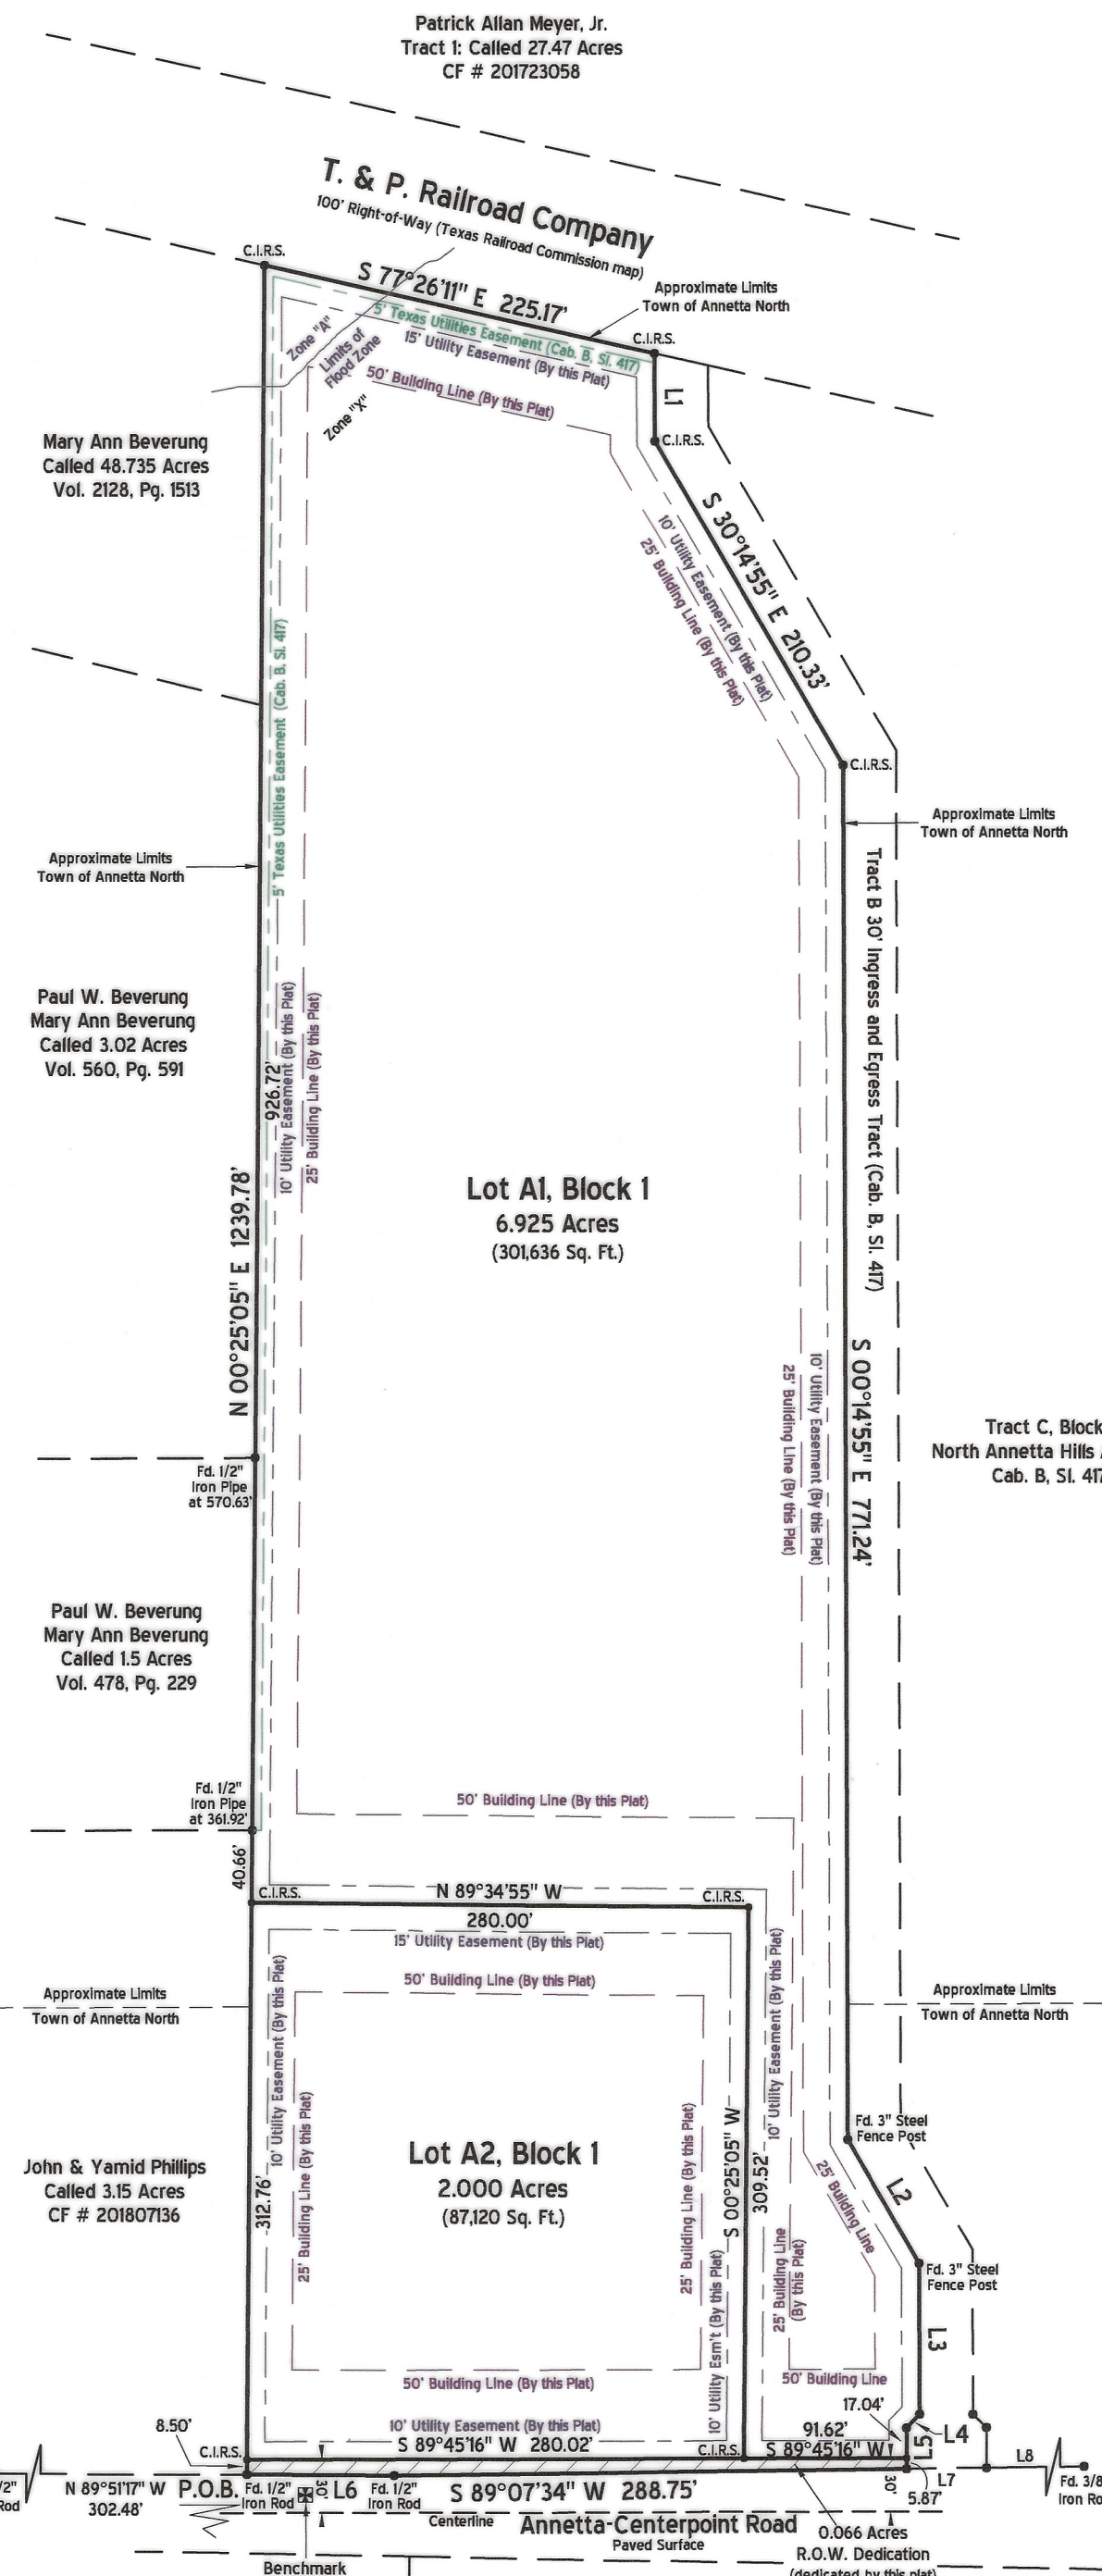 Patrick Allan Meyer, Jr.
Tract 1: Called 27.47 Acres
CF # 201723058
T. & P. Railroad Company
100' Right-of-Way (Texas Railroad Commission map)
C.I.R.S.
S 77°26'11" E 225.17'
Approximate Limits
Town of Annetta North
C.I.R.S.
5' Texas Utilities Easement (Cab. B, Sl. 417)
15' Utility Easement (By this Plat)
50' Building Line (By this Plat)
Zone "A"
Limits of
Flood Zone
Zone "X"
L1
C.I.R.S.
Mary Ann Beverung
Called 48.735 Acres
Vol. 2128, Pg. 1513
S 30°14'55" E 210.33'
10' Utility Easement (By this Plat)
25' Building Line (By this Plat)
C.I.R.S.
5' Texas Utilities Easement (Cab. B, Sl. 417)
Approximate Limits
Town of Annetta North
Approximate Limits
Town of Annetta North
Tract B 30' Ingress and Egress Tract (Cab. B, Sl. 417)
Paul W. Beverung
Mary Ann Beverung
Called 3.02 Acres
Vol. 560, Pg. 591
926.72'
10' Utility Easement (By this Plat)
25' Building Line (By this Plat)
N 00°25'05" E 1239.78'
Lot A1, Block 1
6.925 Acres
(301,636 Sq. Ft.)
S 00°14'55" E 771.24'
10' Utility Easement (By this Plat)
25' Building Line (By this Plat)
Tract C, Block
North Annetta Hills
Cab. B, Sl. 417
Fd. 1/2"
Iron Pipe
at 570.63'
Paul W. Beverung
Mary Ann Beverung
Called 1.5 Acres
Vol. 478, Pg. 229
Fd. 1/2"
Iron Pipe
at 361.92'
50' Building Line (By this Plat)
40.66'
C.I.R.S.
N 89°34'55" W
280.00'
C.I.R.S.
15' Utility Easement (By this Plat)
50' Building Line (By this Plat)
10' Utility Easement (By this Plat)
25' Building Line (By this Plat)
Approximate Limits
Town of Annetta North
Approximate Limits
Town of Annetta North
10' Utility Easement (By this Plat)
John & Yamid Phillips
Called 3.15 Acres
CF # 201807136
312.76'
Lot A2, Block 1
2.000 Acres
(87,120 Sq. Ft.)
25' Building Line (By this Plat)
S 00°25'05" W
309.52'
10' Utility Esm't (By this Plat)
25' Building Line
(By this Plat)
25' Building Line
Fd. 3" Steel
Fence Post
L2
Fd. 3" Steel
Fence Post
L3
50' Building Line (By this Plat)
50' Building Line
17.04'
L4
L5
8.50'
10' Utility Easement (By this Plat)
91.62'
C.I.R.S.
S 89°45'16" W 280.02'
C.I.R.S.
S 89°45'16" W
L7
L8
5.87'
N 89°51'17" W
302.48'
P.O.B.
Fd. 1/2"
Iron Rod
30'
L6
Fd. 1/2"
Iron Rod
S 89°07'34" W 288.75'
30'
Fd. 3/8
Iron Ro
/2"
Rod
Centerline
Annetta-Centerpoint Road
Paved Surface
0.066 Acres
R.O.W. Dedication
(dedicated by this plat)
Benchmark